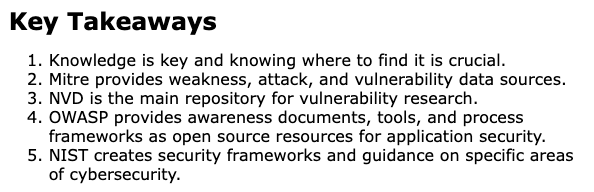 Key Takeaways
1. Knowledge is key and knowing where to find it is crucial.
2. Mitre provides weakness, attack, and vulnerability data sources.
3. NVD is the main repository for vulnerability research.
4. OWASP provides awareness documents, tools, and process
frameworks as open source resources for application security.
5. NIST creates security frameworks and guidance on specific areas
of cybersecurity.